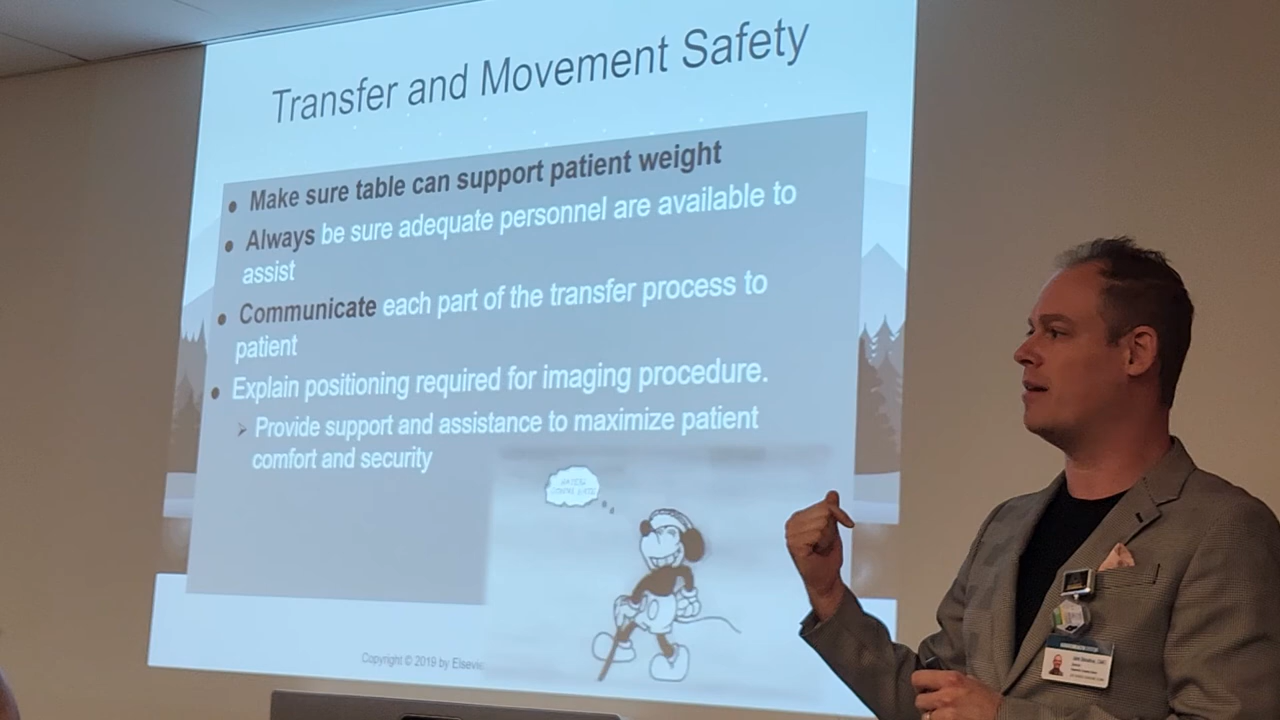 Transfer and Movement Safety
• Make sure table can support patient weight
• Always be sure adequate personnel are available to
assist
• Communicate each part of the transfer process to
patient
• Explain positioning required for imaging procedure.
➢ Provide support and assistance to maximize patient
comfort and security
Copyright © 2019 by